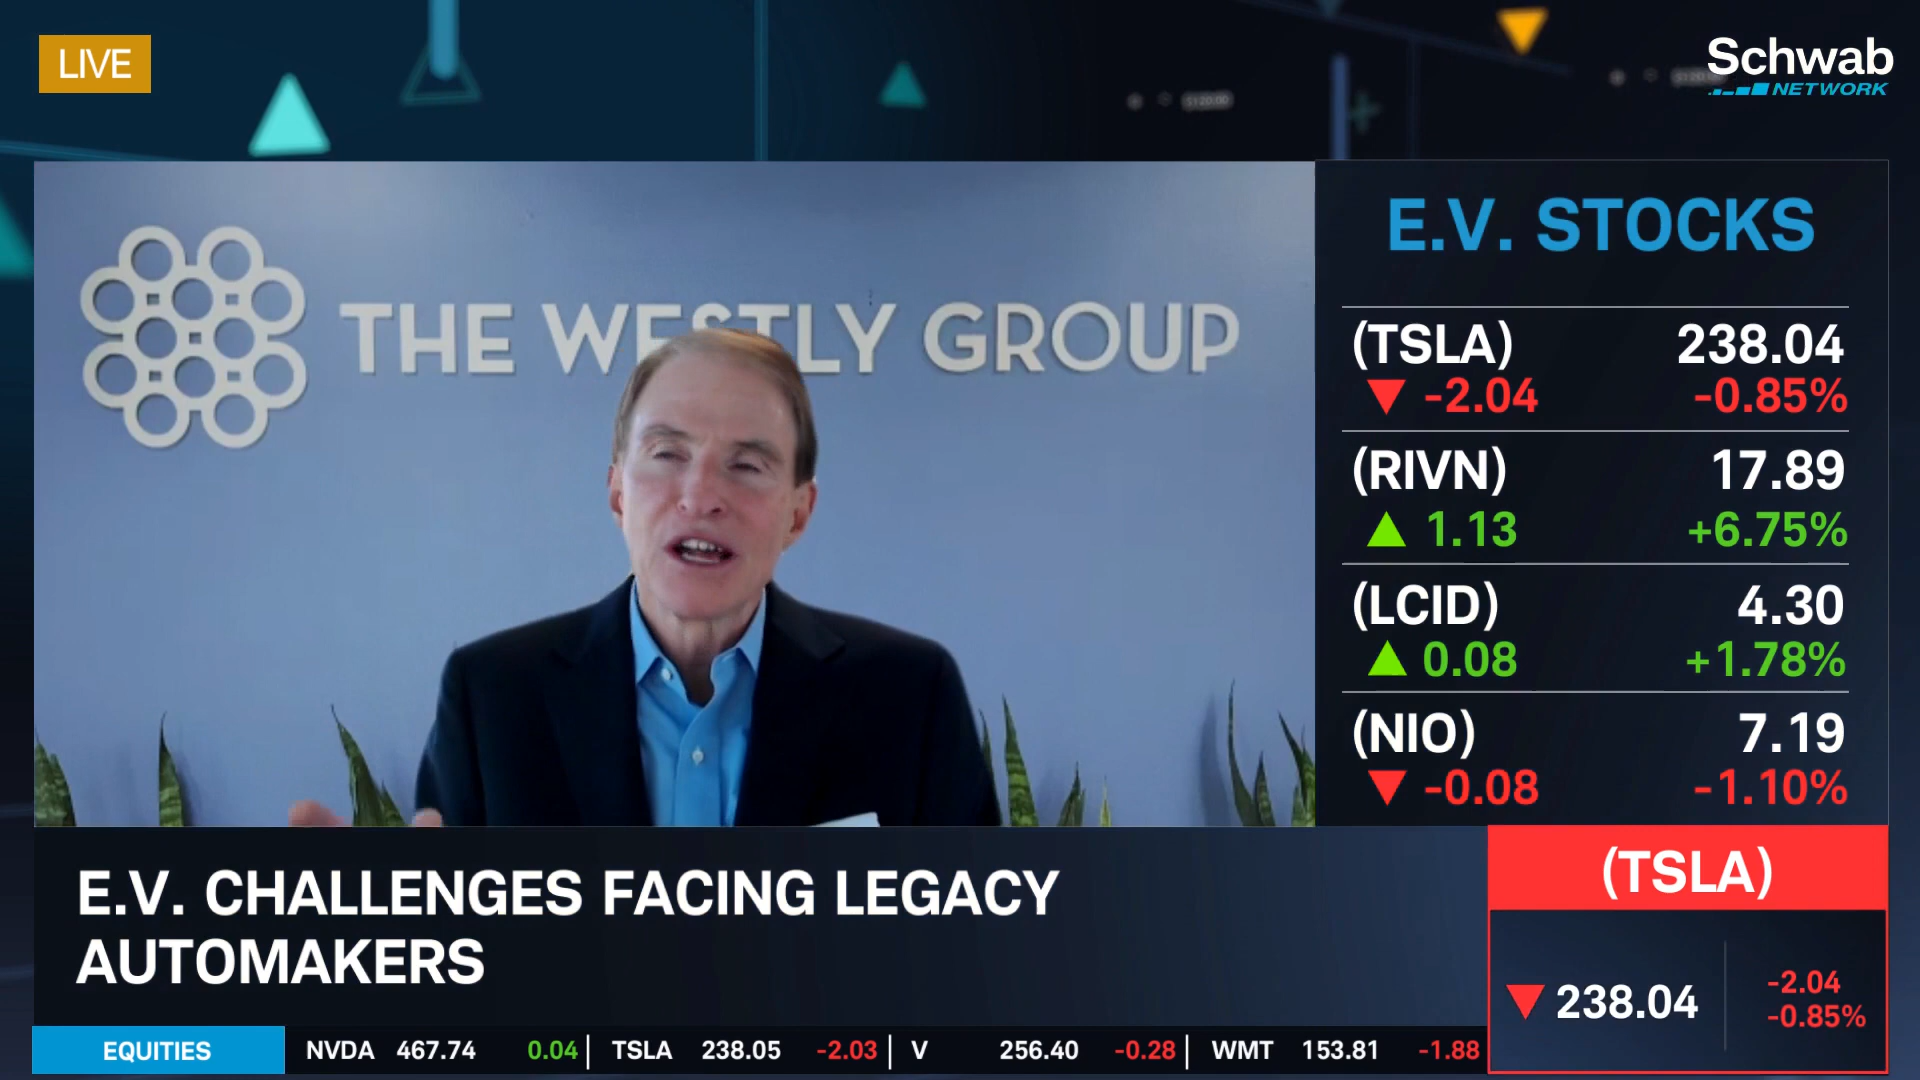 LIVE
Schwab
NETWORK
$120.00
THE WESTLY GROUP
E.V. STOCKS
(TSLA) 238.04
▼ -2.04 -0.85%
(RIVN) 17.89
▲ 1.13 +6.75%
(LCID) 4.30
▲ 0.08 +1.78%
(NIO) 7.19
▼ -0.08 -1.10%
E.V. CHALLENGES FACING LEGACY
AUTOMAKERS
(TSLA)
▼ 238.04 -2.04
-0.85%
EQUITIES NVDA 467.74 0.04 TSLA 238.05 -2.03 V 256.40 -0.28 WMT 153.81 -1.88